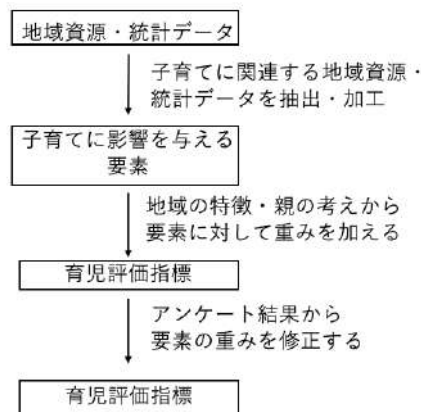 地域資源・統計データ
子育てに関連する地域資源・
統計データを抽出・加工
子育てに影響を与える
要素
地域の特徴・親の考えから
要素に対して重みを加える
育児評価指標
アンケート結果から
要素の重みを修正する
育児評価指標